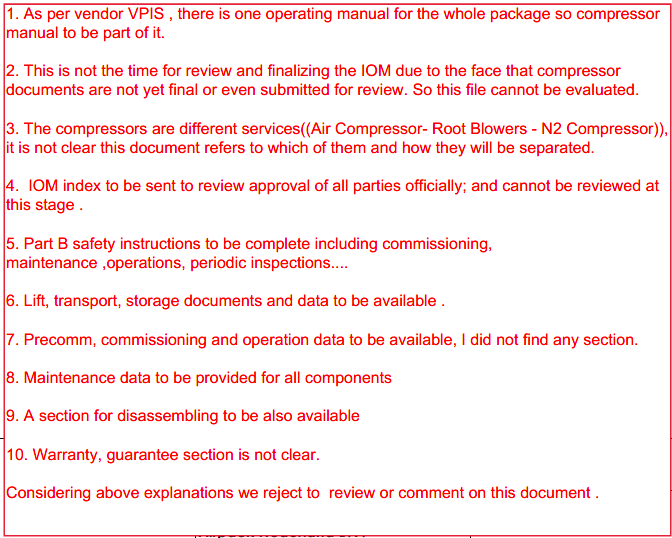 1. As per vendor VPIS , there is one operating manual for the whole package so compressor
manual to be part of it.
2. This is not the time for review and finalizing the IOM due to the face that compressor
documents are not yet final or even submitted for review. So this file cannot be evaluated.
3. The compressors are different services((Air Compressor- Root Blowers - N2 Compressor)),
it is not clear this document refers to which of them and how they will be separated.
4.  IOM index to be sent to review approval of all parties officially; and cannot be reviewed at
this stage .
5. Part B safety instructions to be complete including commissioning,
maintenance ,operations, periodic inspections....
6. Lift, transport, storage documents and data to be available .
7. Precomm, commissioning and operation data to be available, I did not find any section.
8. Maintenance data to be provided for all components
9. A section for disassembling to be also available
10. Warranty, guarantee section is not clear.
Considering above explanations we reject to  review or comment on this document .